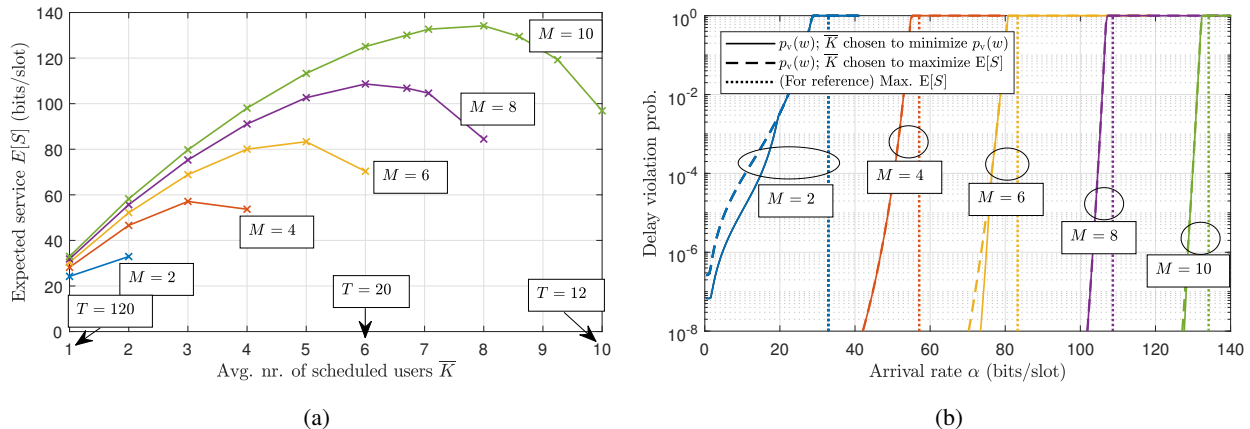 140
120
100
80
60
40
20
0
Expected service E[S] (bits/slot)
M = 10
M = 8
M = 6
M = 4
M = 2
T = 120
T = 20
T = 12
1 2 3 4 5 6 7 8 9 10
Avg. nr. of scheduled users K̅
(a)
10⁰
10⁻²
10⁻⁴
10⁻⁶
10⁻⁸
Delay violation prob.
pᵥ(w); K̅ chosen to minimize pᵥ(w)
pᵥ(w); K̅ chosen to maximize E[S]
(For reference) Max. E[S]
M = 2
M = 4
M = 6
M = 8
M = 10
0 20 40 60 80 100 120 140
Arrival rate α (bits/slot)
(b)